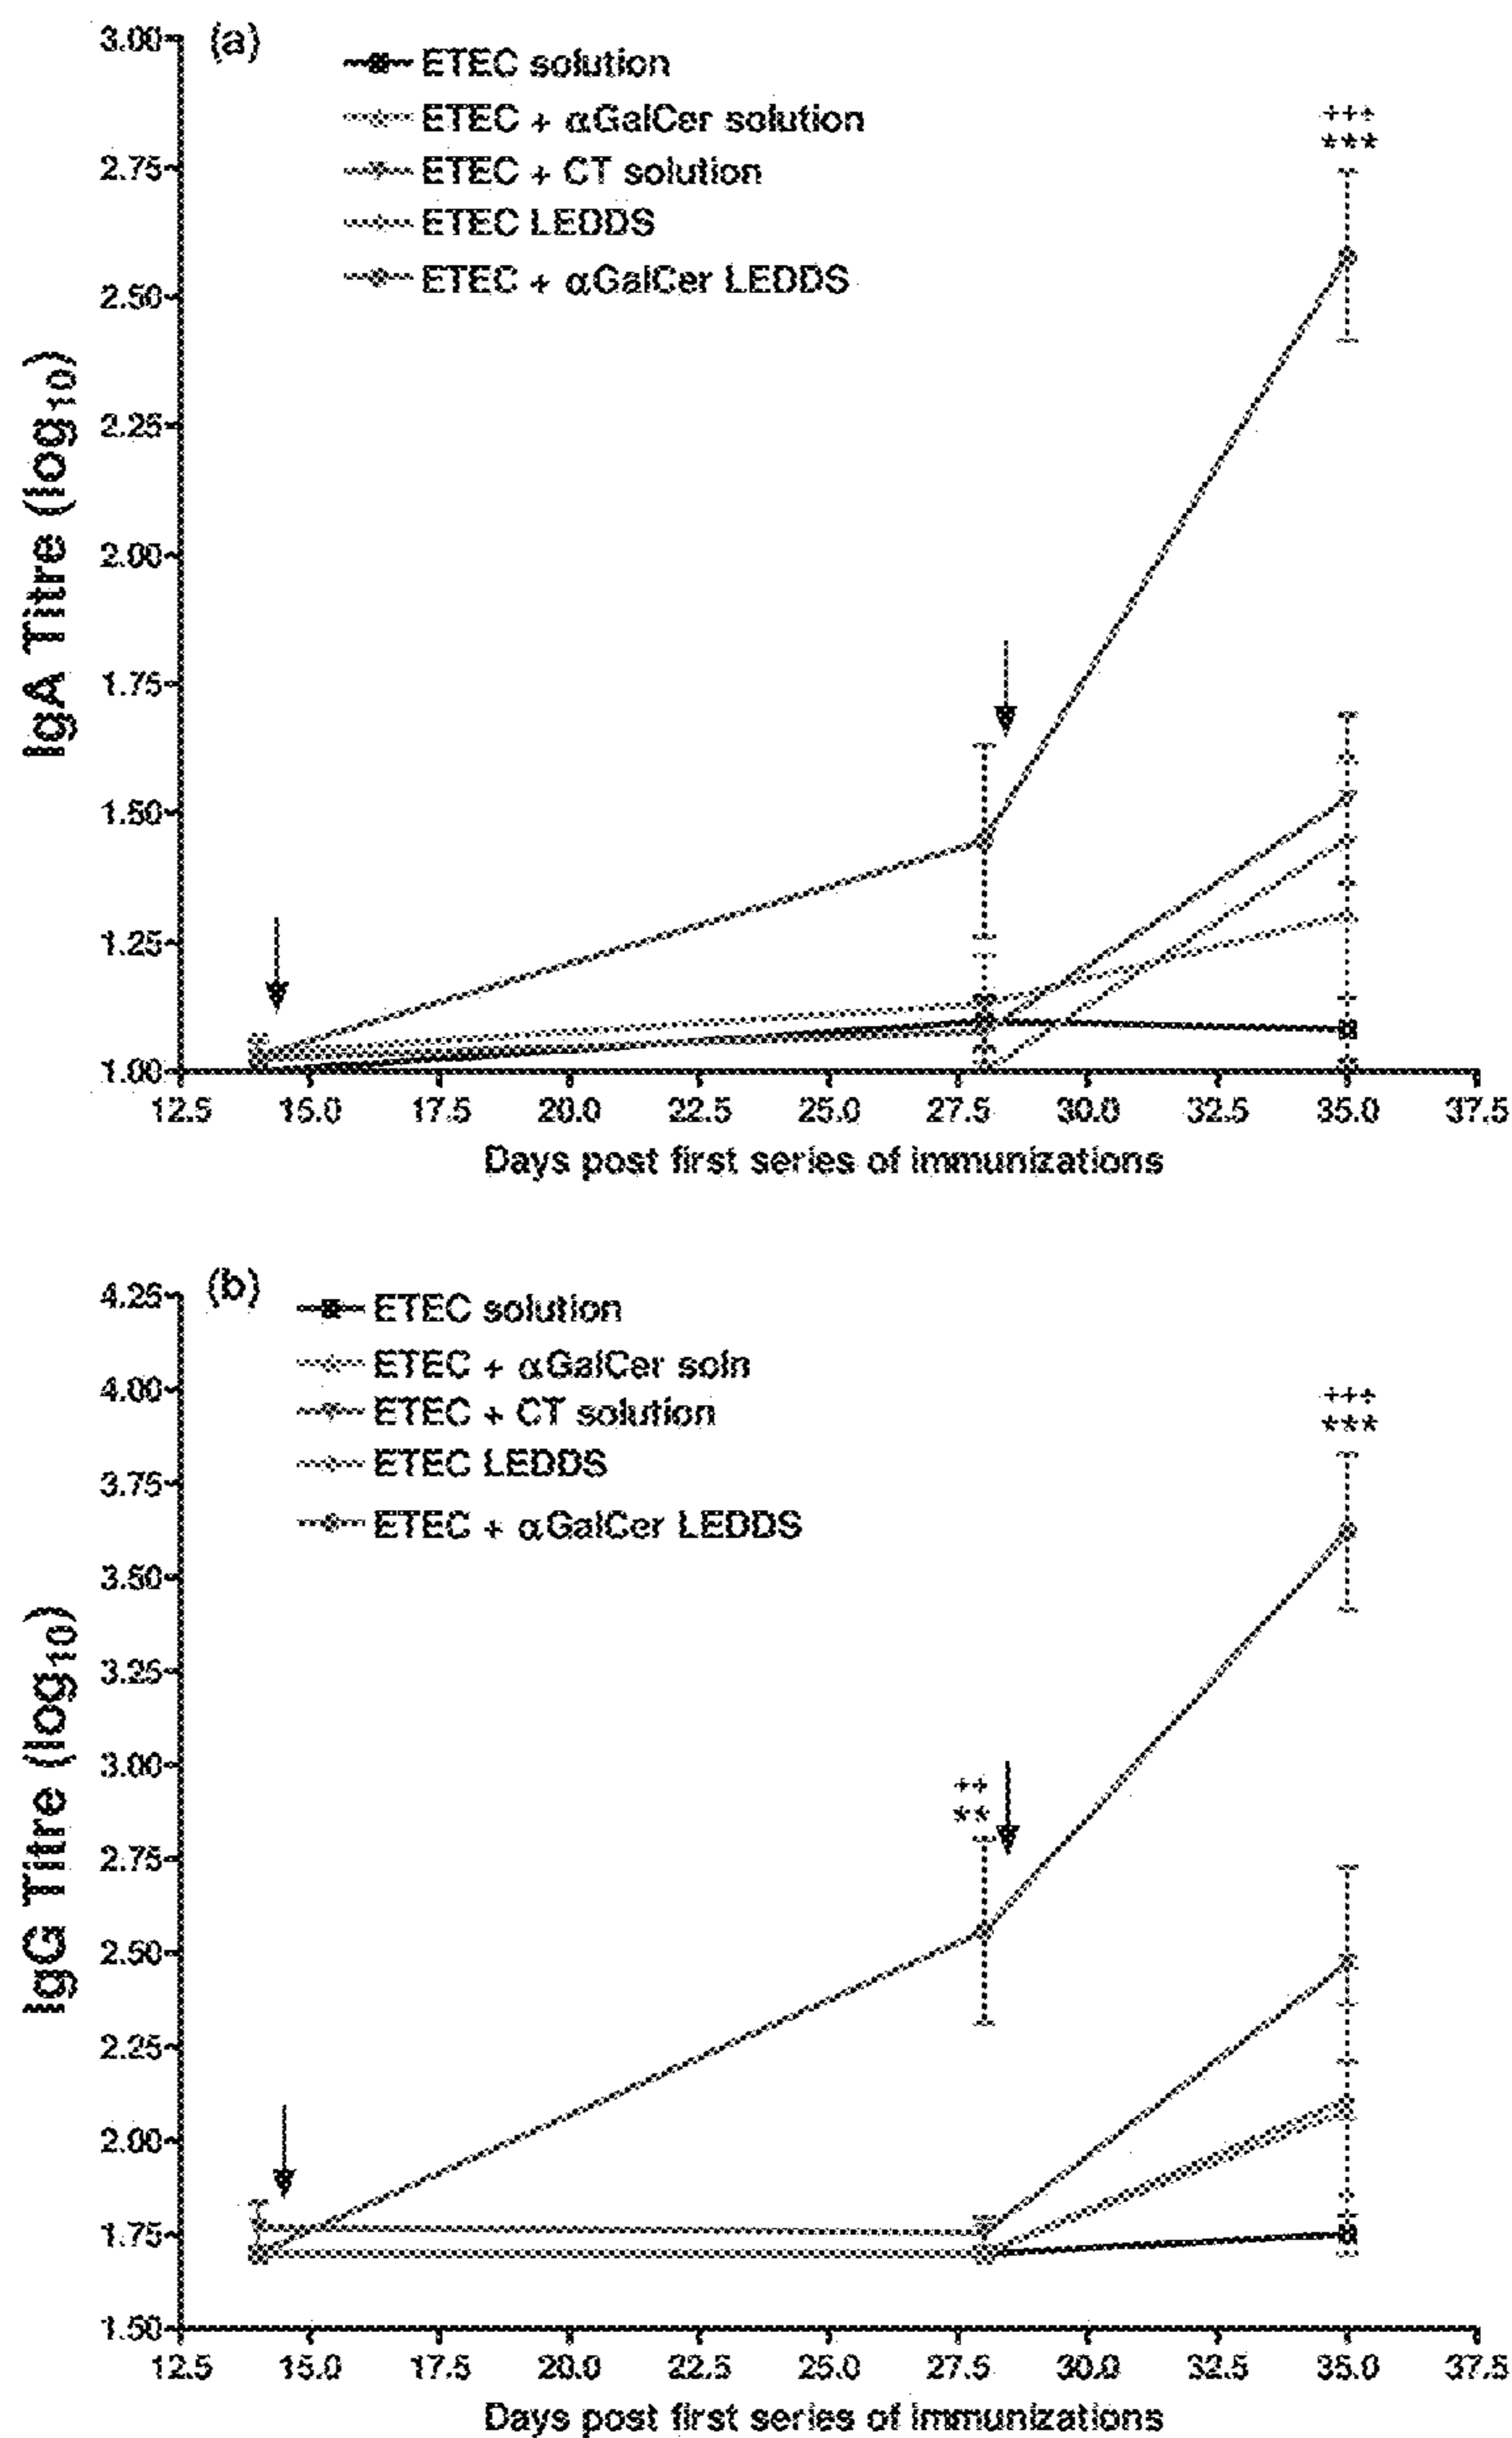 (a)
ETEC solution
ETEC + αGalCer solution
ETEC + CT solution
ETEC LEDDS
ETEC + αGalCer LEDDS
+++
***
IgA Titre (log10)
3.00
2.75
2.50
2.25
2.00
1.75
1.50
1.25
1.00
12.5 15.0 17.5 20.0 22.5 25.0 27.5 30.0 32.5 35.0 37.5
Days post first series of immunizations
(b)
ETEC solution
ETEC + αGalCer soln
ETEC + CT solution
ETEC LEDDS
ETEC + αGalCer LEDDS
+++
***
++
**
IgG Titre (log10)
4.25
4.00
3.75
3.50
3.25
3.00
2.75
2.50
2.25
2.00
1.75
1.50
12.5 15.0 17.5 20.0 22.5 25.0 27.5 30.0 32.5 35.0 37.5
Days post first series of immunizations